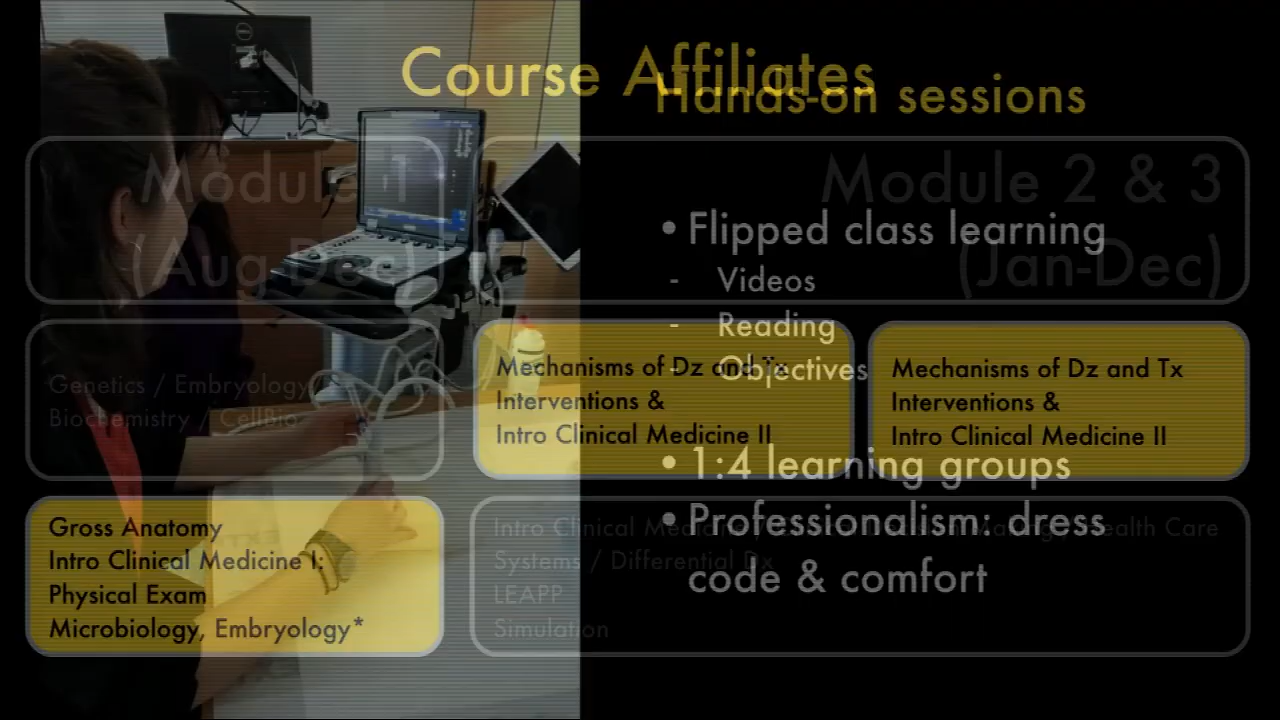 Course Affiliates
Hands-on sessions
Module 1
(Aug-Dec)
Module 2 & 3
(Jan-Dec)
• Flipped class learning
- Videos
- Reading
- Objectives
• 1:4 learning groups
• Professionalism: dress
code & comfort
Genetics / Embryology /
Biochemistry / CellBio
Mechanisms of Dz and Tx
Interventions &
Intro Clinical Medicine II
Mechanisms of Dz and Tx
Interventions &
Intro Clinical Medicine II
Gross Anatomy
Intro Clinical Medicine I:
Physical Exam
Microbiology, Embryology*
Intro Clinical Health Care
Systems / Differential Dx
LEAPP
Simulation
DELL